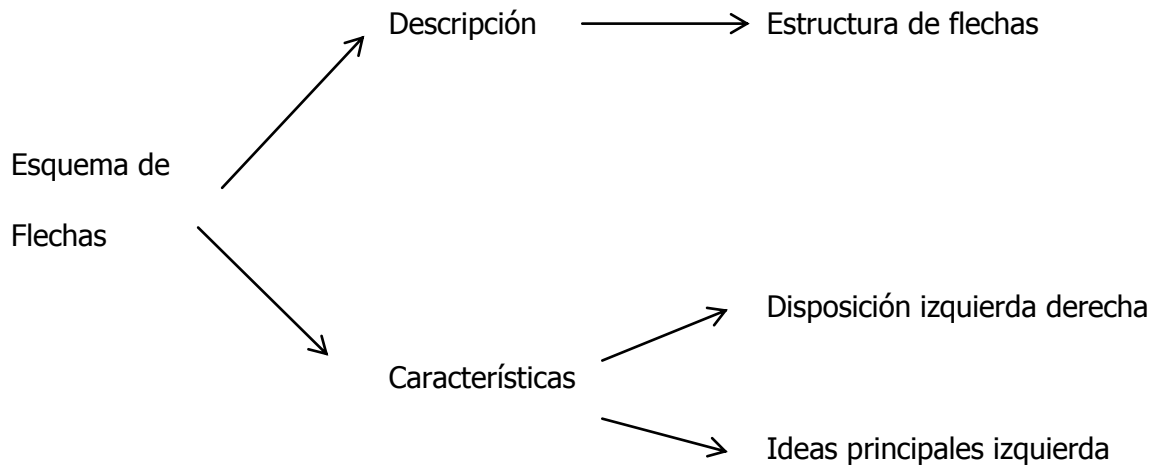 Descripción
Estructura de flechas
Esquema de
Flechas
Disposición izquierda derecha
Características
Ideas principales izquierda